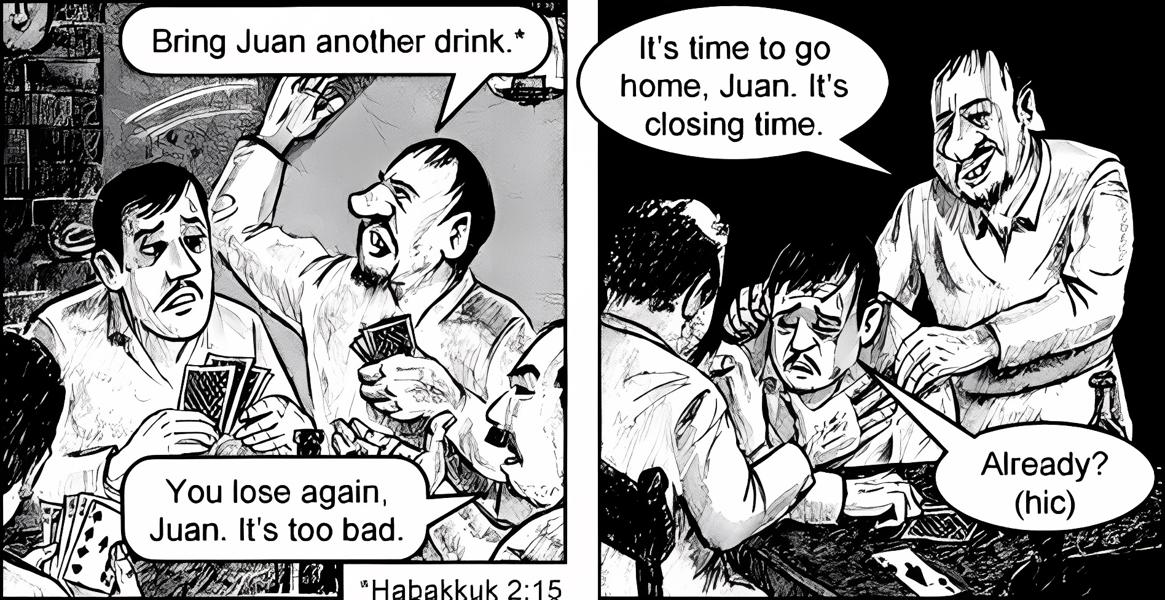 Bring Juan another drink.*
You lose again,
Juan. It's too bad.
*Habakkuk 2:15
It's time to go
home, Juan. It's
closing time.
Already?
(hic)